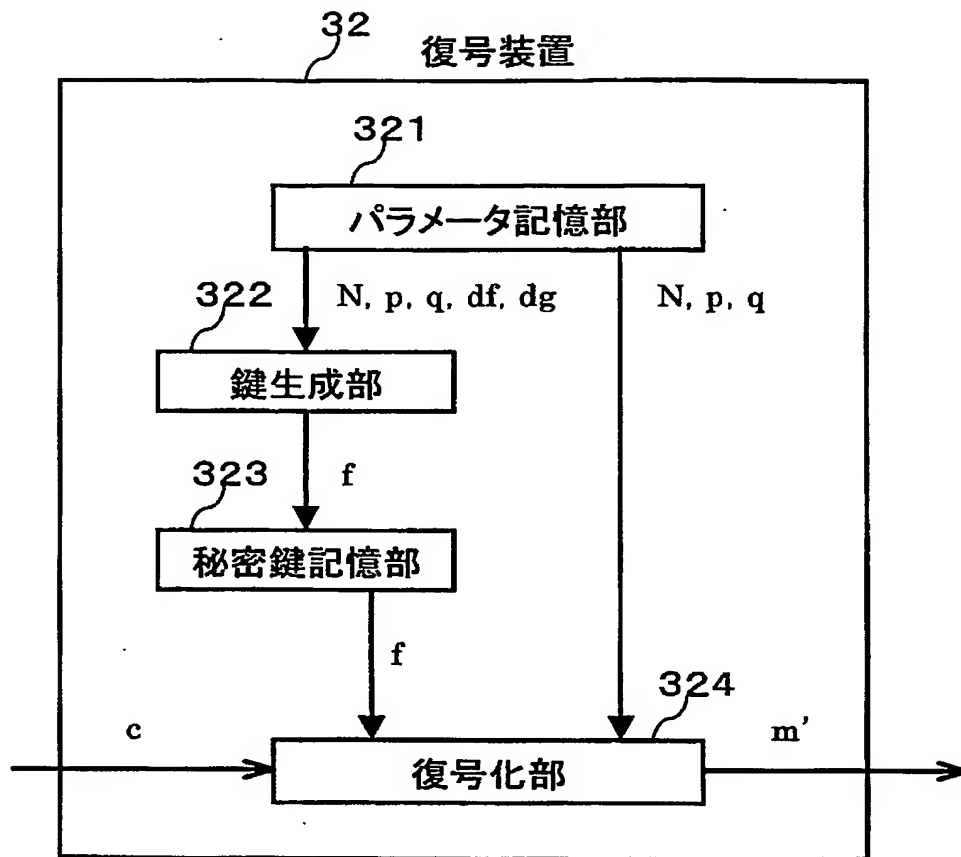 32
復号装置
321
パラメータ記憶部
N, p, q, df, dg
N, p, q
322
鍵生成部
f
323
秘密鍵記憶部
f
324
c
m'
復号化部